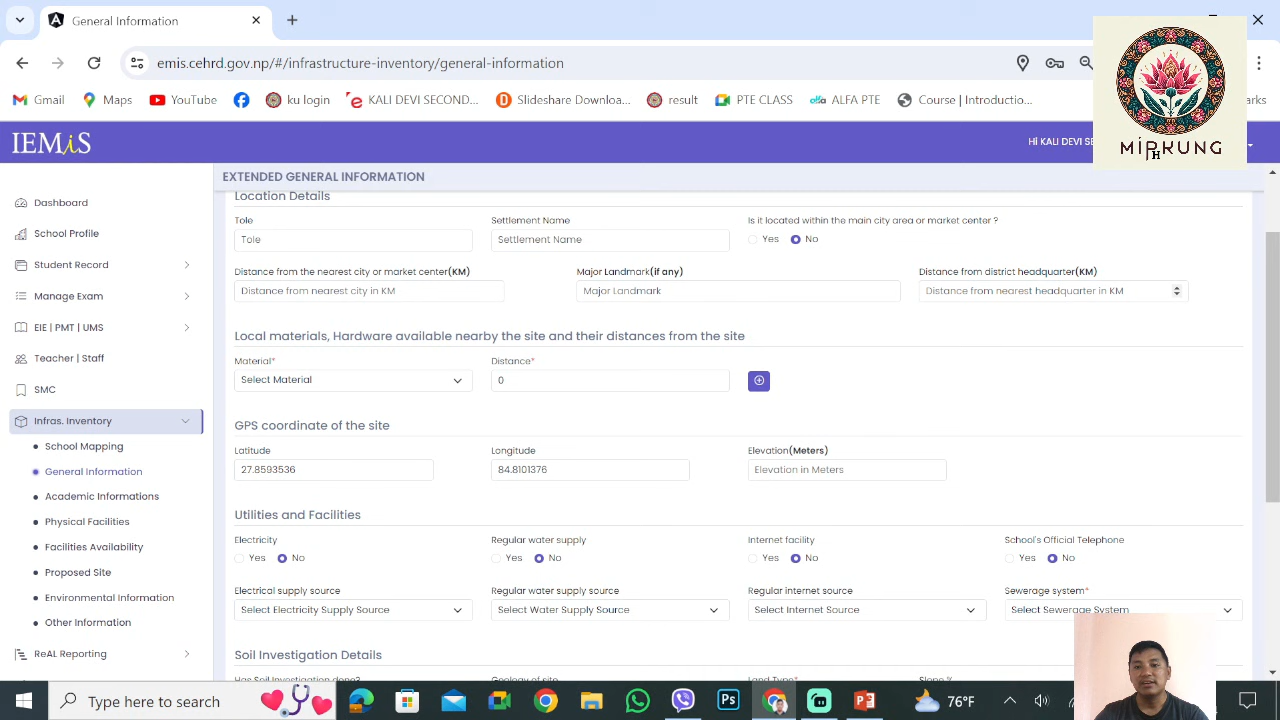 General Information
emis.cehrd.gov.np/#/infrastructure-inventory/general-information
Gmail Maps YouTube ku login KALI DEVI SECOND... Slideshare Downloa... result PTE CLASS ALFA PTE Course | Introductio...
MIPKUNG
H
IEMiS
Hi KALI DEVI SE
EXTENDED GENERAL INFORMATION
Dashboard
School Profile
Student Record
Manage Exam
EIE | PMT | UMS
Teacher | Staff
SMC
Infras. Inventory
School Mapping
General Information
Academic Informations
Physical Facilities
Facilities Availability
Proposed Site
Environmental Information
Other Information
ReAL Reporting
Location Details
Tole Settlement Name Is it located within the main city area or market center ?
Tole Settlement Name Yes No
Distance from the nearest city or market center(KM) Major Landmark(if any) Distance from district headquarter(KM)
Distance from nearest city in KM Major Landmark Distance from nearest headquarter in KM
Local materials, Hardware available nearby the site and their distances from the site
Material* Distance*
Select Material 0
GPS coordinate of the site
Latitude Longitude Elevation(Meters)
27.8593536 84.8101376 Elevation in Meters
Utilities and Facilities
Electricity Regular water supply Internet facility School's Official Telephone
Yes No Yes No Yes No Yes No
Electrical supply source Regular water supply source Regular internet source Sewerage system*
Select Electricity Supply Source Select Water Supply Source Select Internet Source Select Sewerage System
Soil Investigation Details
Has Soil Investigation done? Geology of site Land Type* Slope %
Type here to search
76°F